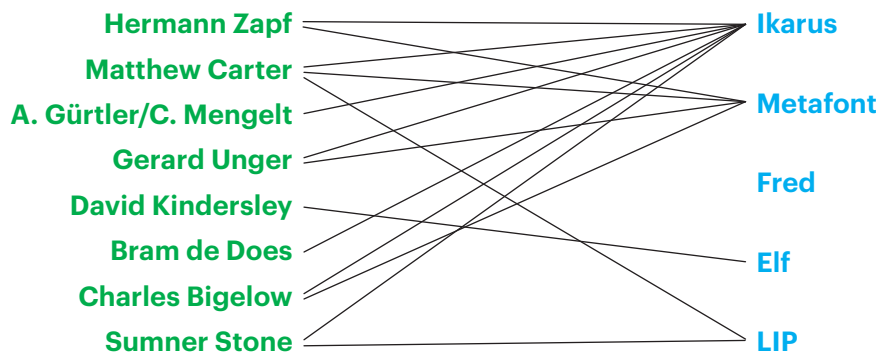 Hermann Zapf
Matthew Carter
A. Gürtler/C. Mengelt
Gerard Unger
David Kindersley
Bram de Does
Charles Bigelow
Sumner Stone
Ikarus
Metafont
Fred
Elf
LIP